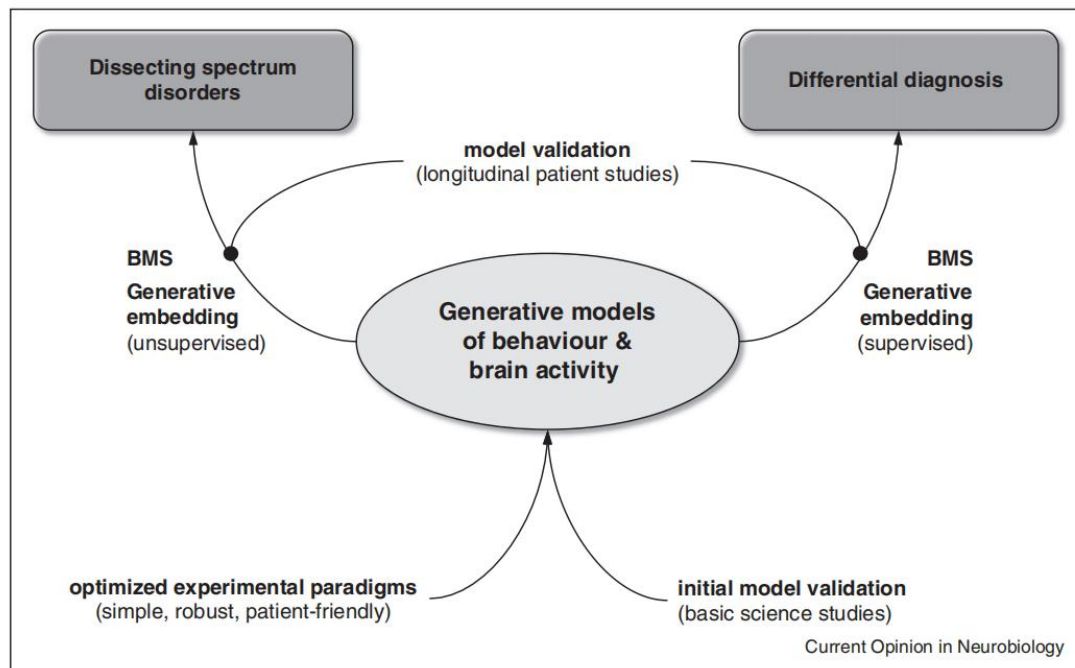 Dissecting spectrum
disorders
Differential diagnosis
model validation
(longitudinal patient studies)
BMS
Generative
embedding
(unsupervised)
Generative models
of behaviour &
brain activity
BMS
Generative
embedding
(supervised)
optimized experimental paradigms
(simple, robust, patient-friendly)
initial model validation
(basic science studies)
Current Opinion in Neurobiology